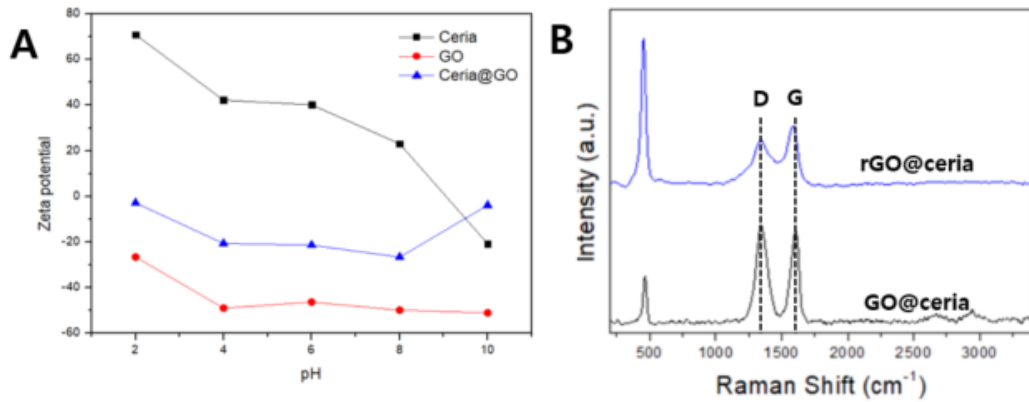 A
80
60
40
20
0
-20
-40
-60
Zeta potential
2 4 6 8 10
pH
Ceria
GO
Ceria@GO
B
Intensity (a.u.)
D G
rGO@ceria
GO@ceria
500 1000 1500 2000 2500 3000
Raman Shift (cm⁻¹)